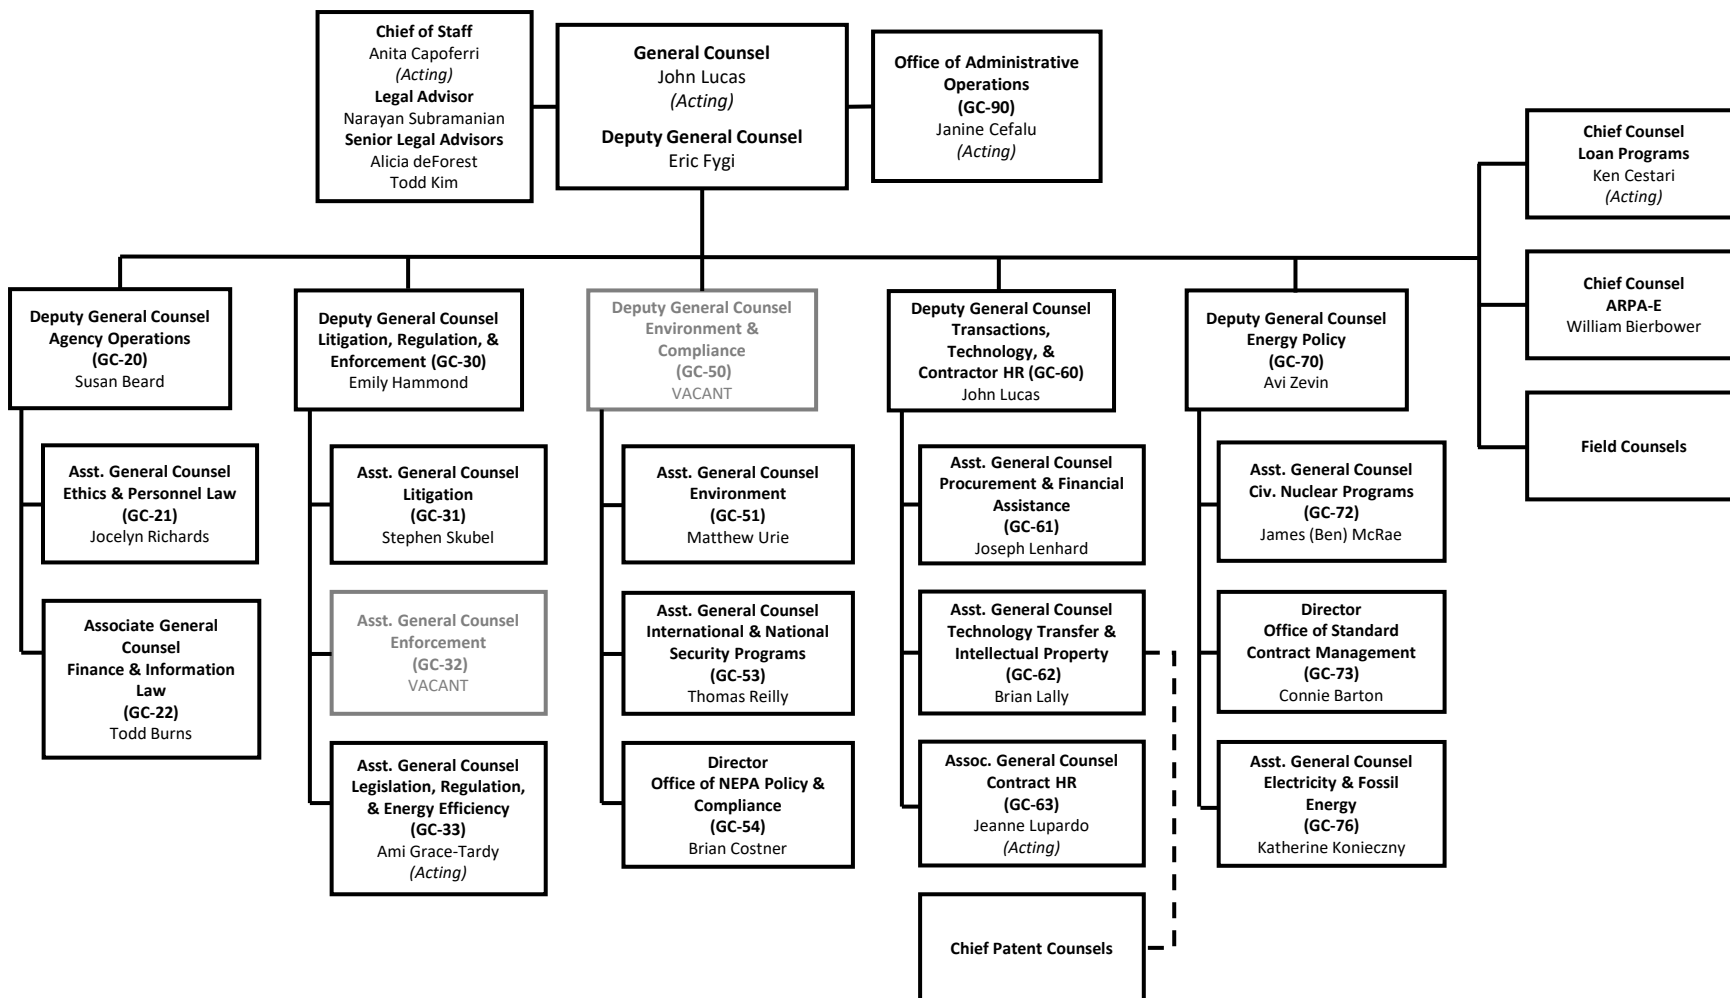 Chief of Staff
Anita Capoferri
(Acting)
Legal Advisor
Narayan Subramanian
Senior Legal Advisors
Alicia deForest
Todd Kim
General Counsel
John Lucas
(Acting)
Deputy General Counsel
Eric Fygi
Office of Administrative
Operations
(GC-90)
Janine Cefalu
(Acting)
Chief Counsel
Loan Programs
Ken Cestari
(Acting)
Chief Counsel
ARPA-E
William Bierbower
Field Counsels
Deputy General Counsel
Agency Operations
(GC-20)
Susan Beard
Asst. General Counsel
Ethics & Personnel Law
(GC-21)
Jocelyn Richards
Associate General
Counsel
Finance & Information
Law
(GC-22)
Todd Burns
Deputy General Counsel
Litigation, Regulation, &
Enforcement (GC-30)
Emily Hammond
Asst. General Counsel
Litigation
(GC-31)
Stephen Skubel
Asst. General Counsel
Enforcement
(GC-32)
VACANT
Asst. General Counsel
Legislation, Regulation,
& Energy Efficiency
(GC-33)
Ami Grace-Tardy
(Acting)
Deputy General Counsel
Environment &
Compliance
(GC-50)
VACANT
Asst. General Counsel
Environment
(GC-51)
Matthew Urie
Asst. General Counsel
International & National
Security Programs
(GC-53)
Thomas Reilly
Director
Office of NEPA Policy &
Compliance
(GC-54)
Brian Costner
Deputy General Counsel
Transactions,
Technology, &
Contractor HR (GC-60)
John Lucas
Asst. General Counsel
Procurement & Financial
Assistance
(GC-61)
Joseph Lenhard
Asst. General Counsel
Technology Transfer &
Intellectual Property
(GC-62)
Brian Lally
Assoc. General Counsel
Contract HR
(GC-63)
Jeanne Lupardo
(Acting)
Chief Patent Counsels
Deputy General Counsel
Energy Policy
(GC-70)
Avi Zevin
Asst. General Counsel
Civ. Nuclear Programs
(GC-72)
James (Ben) McRae
Director
Office of Standard
Contract Management
(GC-73)
Connie Barton
Asst. General Counsel
Electricity & Fossil
Energy
(GC-76)
Katherine Konieczny